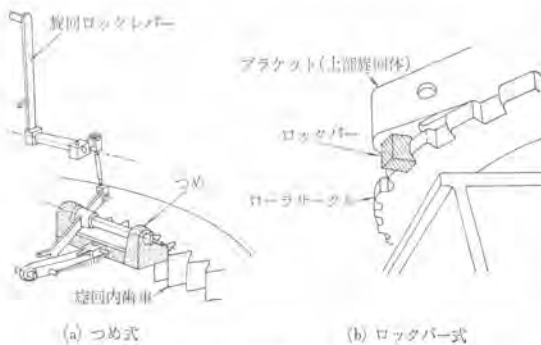 旋回ロックレバー
つめ
旋回内歯車
(a) つめ式
ブラケット(上部旋回体)
ロックバー
ローラサークル
(b) ロックバー式